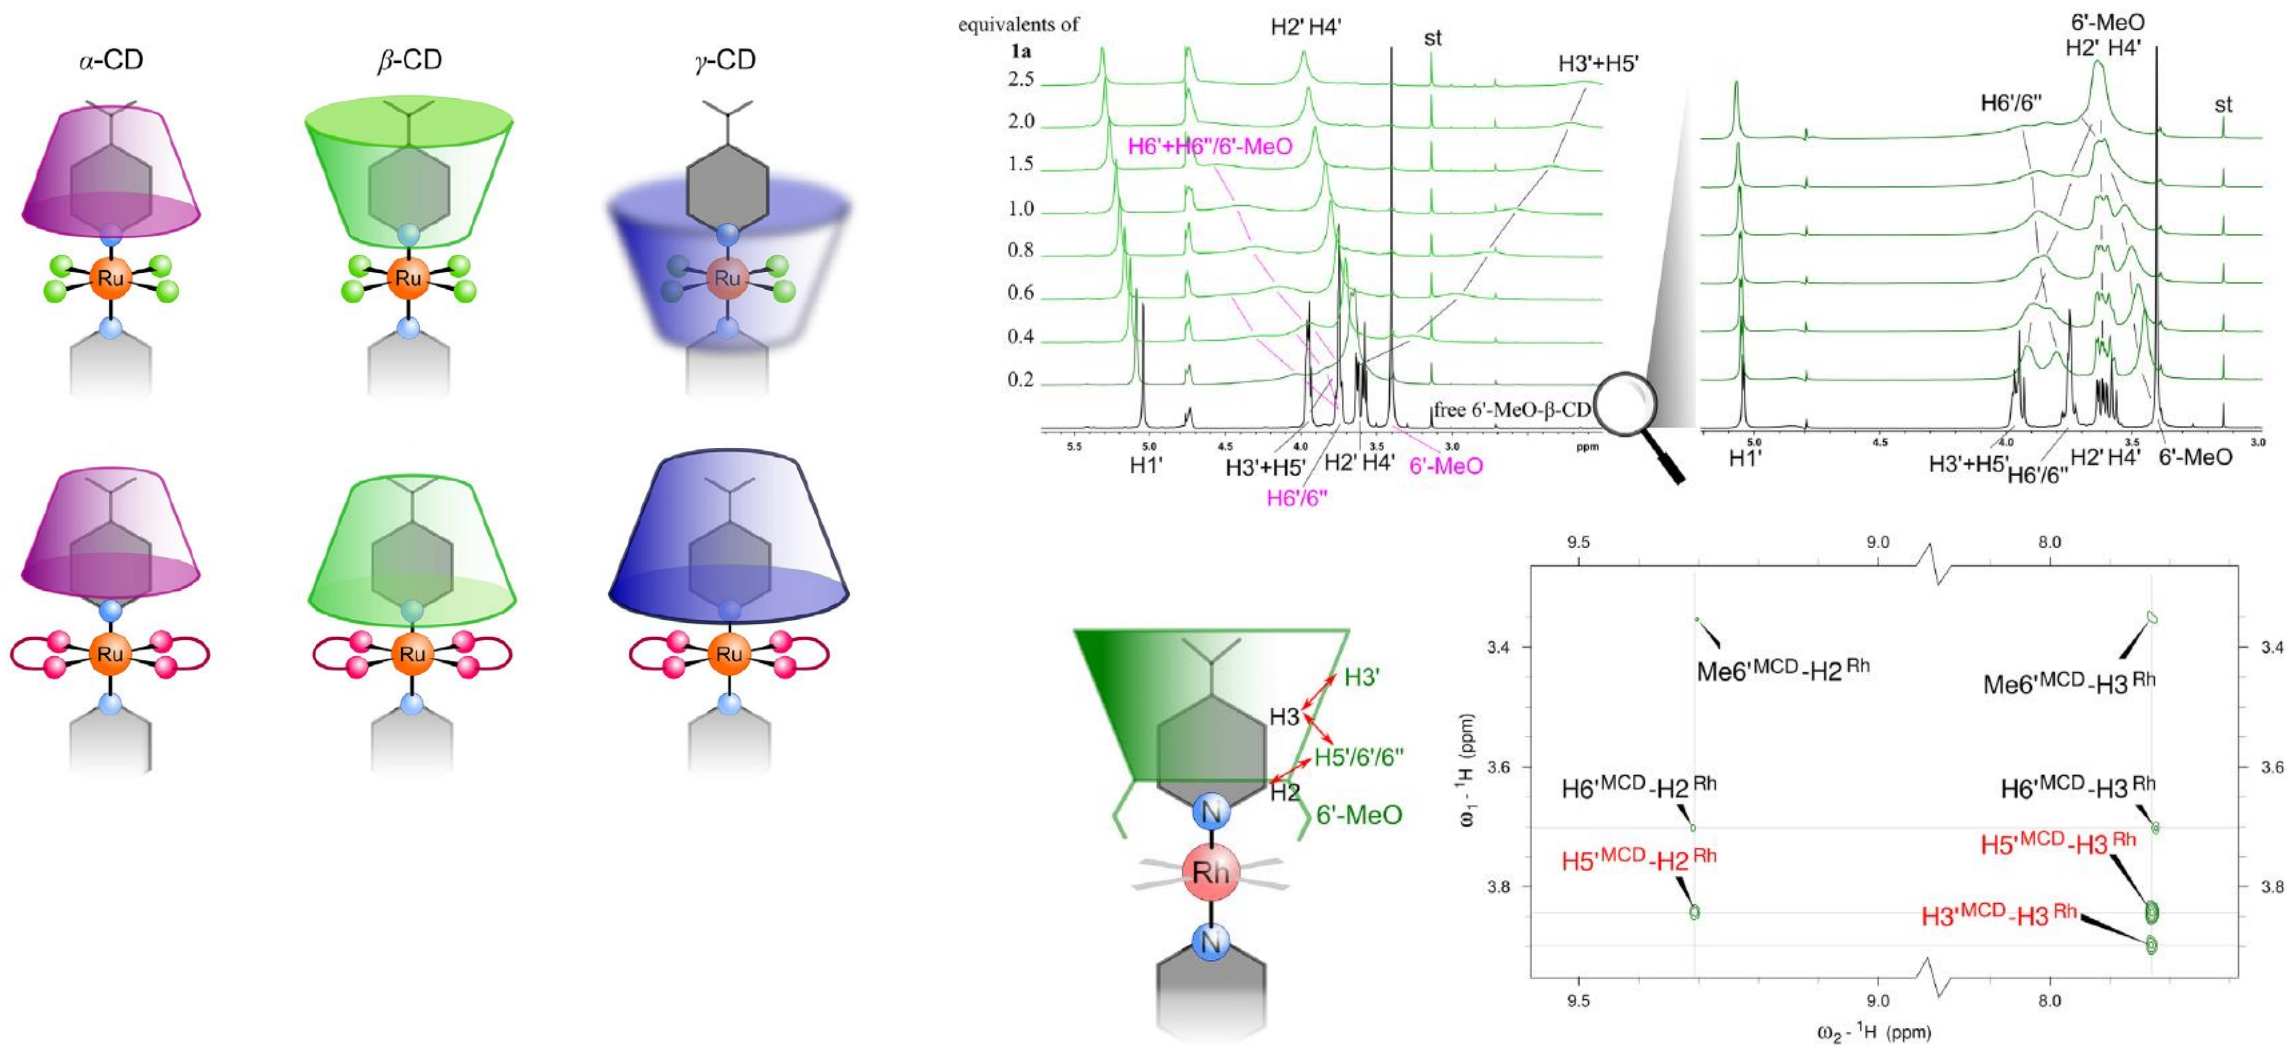 α-CD
β-CD
γ-CD
Ru
Ru
Ru
Ru
Ru
Ru
equivalents of
1a
2.5
2.0
1.5
1.0
0.8
0.6
0.4
0.2
H2' H4'
st
H3'+H5'
H6'+H6"/6'-MeO
free 6'-MeO-β-CD
5.5 5.0 4.5 4.0 3.5 3.0 ppm
H1' H3'+H5' H2' H4' 6'-MeO
H6'/6"
6'-MeO
H2' H4'
H6'/6"
st
5.0 4.5 4.0 3.5 3.0
H1' H3'+H5' H6'/6" H2' H4' 6'-MeO
H3'
H3
H5'/6'/6"
H2
6'-MeO
N
Rh
N
9.5 9.0 8.0
3.4 3.4
Me6'MCD-H2Rh
Me6'MCD-H3Rh
3.6 3.6
H6'MCD-H2Rh
H6'MCD-H3Rh
H5'MCD-H2Rh
H5'MCD-H3Rh
3.8 3.8
H3'MCD-H3Rh
9.5 9.0 8.0
ω1 - 1H (ppm)
ω2 - 1H (ppm)